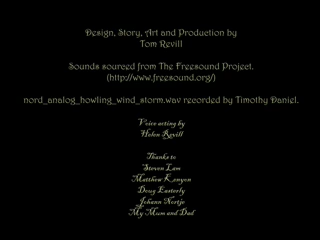 Design, Story, Art and Production by
Tom Revill
Sounds sourced from The Freesound Project.
(http://www.freesound.org/)
nord_analog_howling_wind_storm.wav recorded by Timothy Daniel.
Voice acting by
Helen Revill
Thanks to
Steven Lam
Matthew Kenyon
Doug Easterly
Johann Nortje
My Mum and Dad